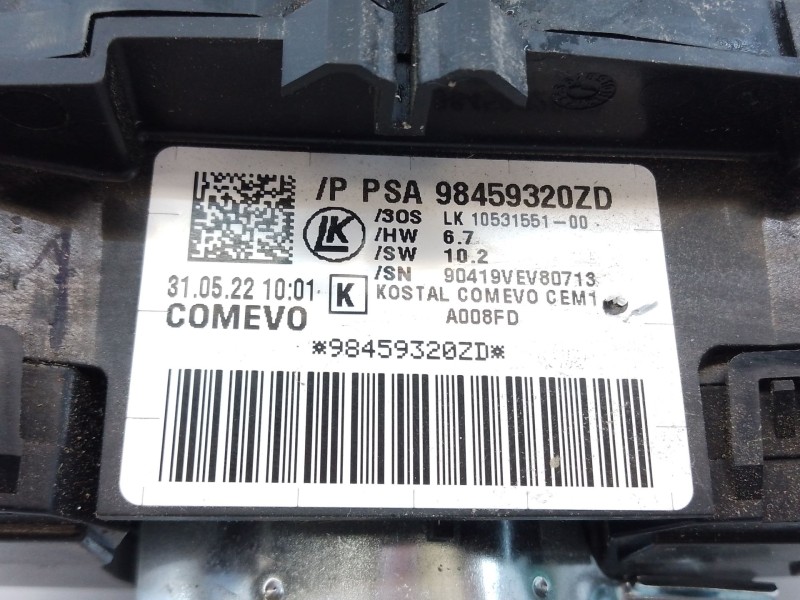 /P PSA 98459320ZD
/3OS LK 10531551-00
LK
/HW 6.7
/SW 10.2
/SN 90419VEV80713
31.05.22 10:01 K KOSTAL COMEVO CEM1
COMEVO A008FD
*98459320ZD*